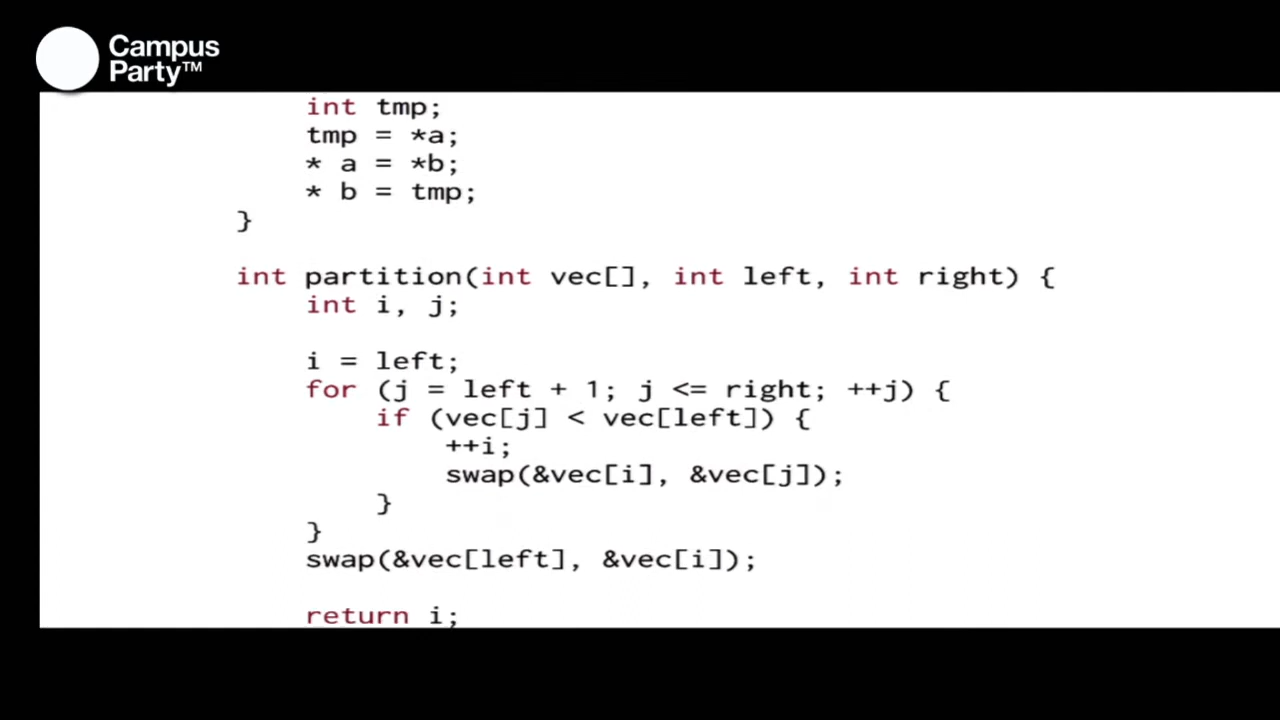 Campus
Party™
int tmp;
tmp = *a;
* a = *b;
* b = tmp;
}
int partition(int vec[], int left, int right) {
int i, j;
i = left;
for (j = left + 1; j <= right; ++j) {
if (vec[j] < vec[left]) {
++i;
swap(&vec[i], &vec[j]);
}
}
swap(&vec[left], &vec[i]);
return i;